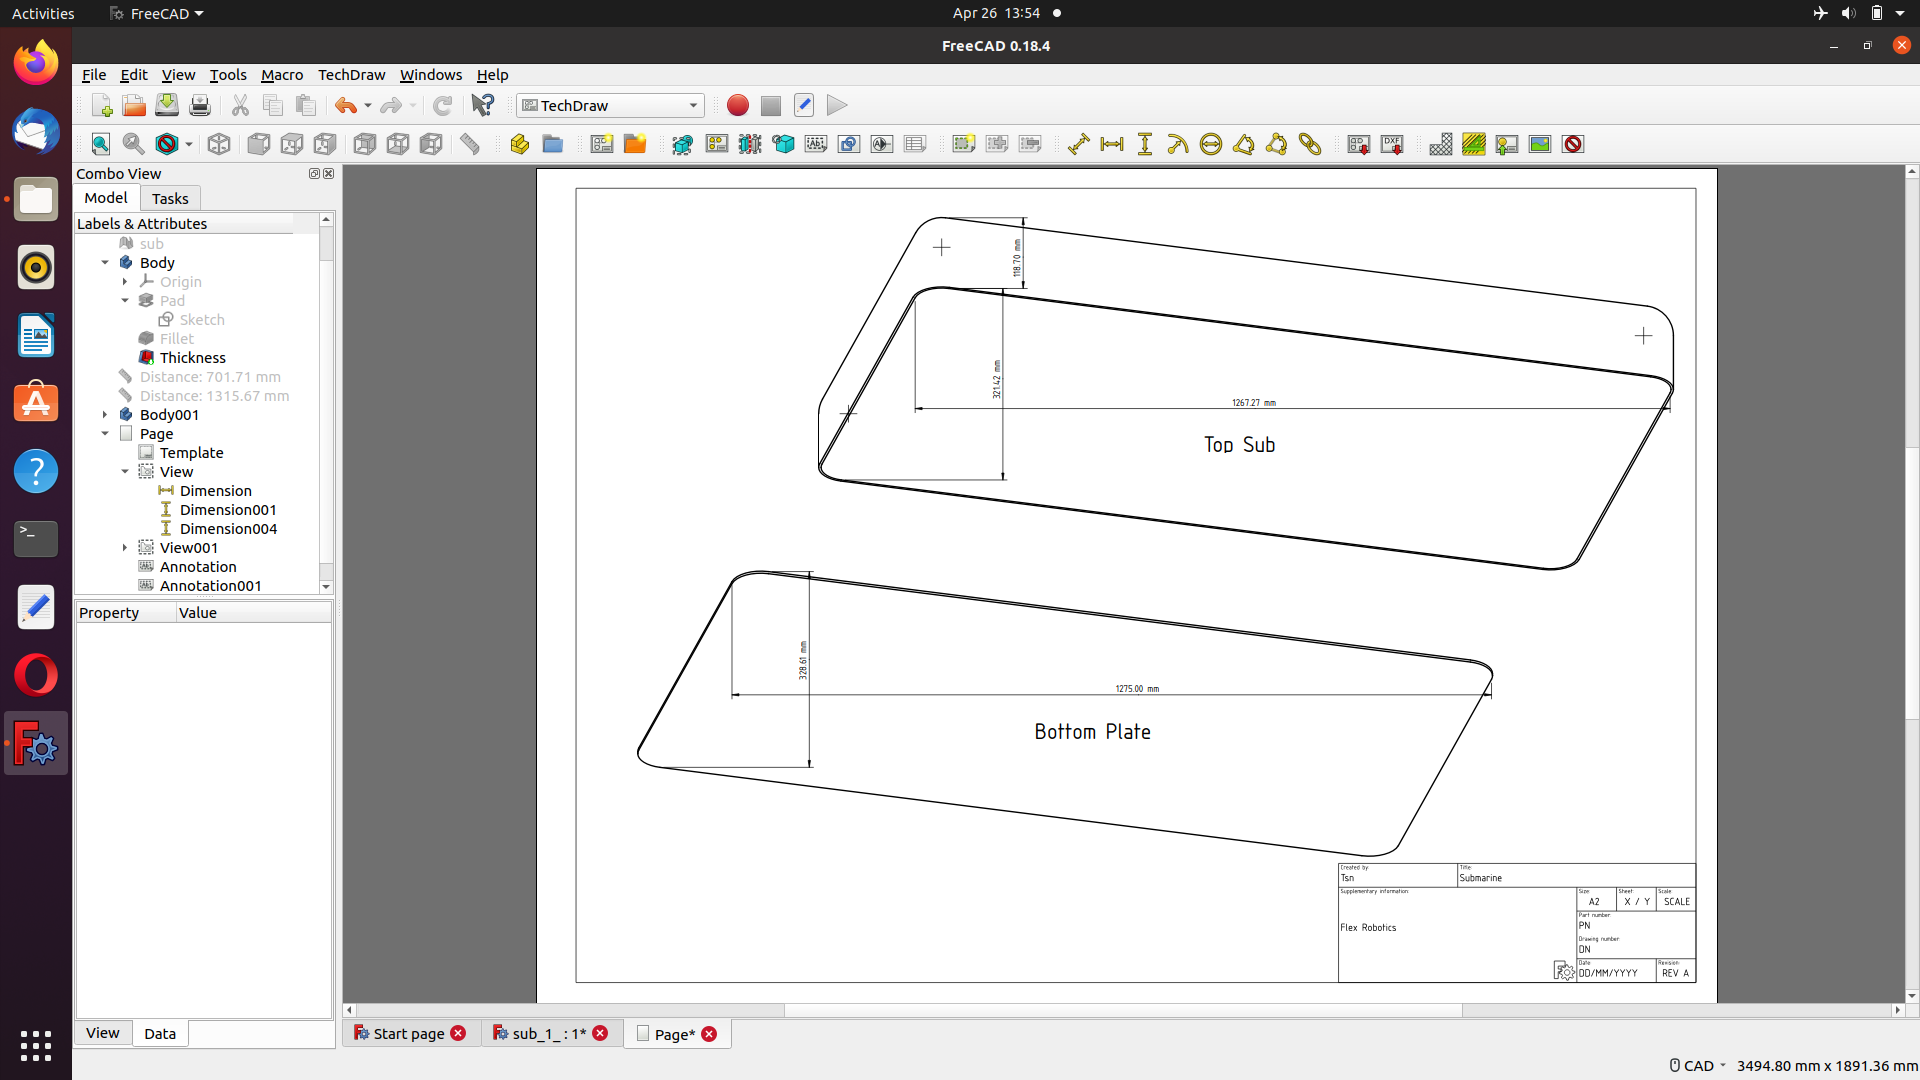 Activities
FreeCAD
Apr 26 13:54
FreeCAD 0.18.4
File Edit View Tools Macro TechDraw Windows Help
TechDraw
Combo View
Model
Tasks
Labels & Attributes
sub
Body
Origin
Pad
Sketch
Fillet
Thickness
Distance: 701.71 mm
Distance: 1315.67 mm
Body001
Page
Template
View
Dimension
Dimension001
Dimension004
View001
Annotation
Annotation001
Property Value
View
Data
118.70 mm
321.42 mm
1267.27 mm
Top Sub
328.61 mm
1275.00 mm
Bottom Plate
Created by:
Tsn
Title:
Submarine
Supplementary information:
Flex Robotics
Size:
A2
Sheet:
X / Y
Scale:
SCALE
Part number:
PN
Drawing number:
DN
Date:
DD/MM/YYYY
Revision:
REV A
Start page
sub_1_ : 1*
Page*
CAD
3494.80 mm x 1891.36 mm